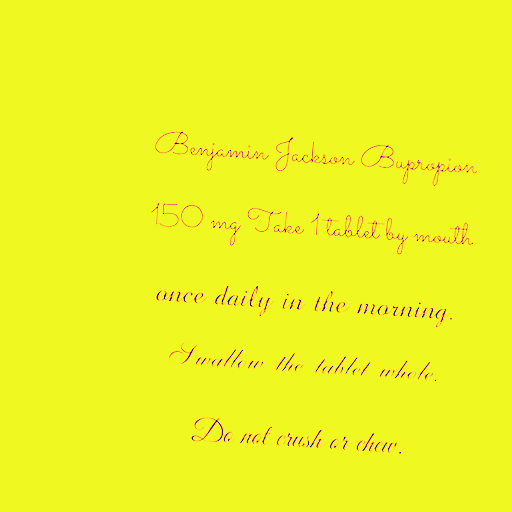 Benjamin Jackson Bupropion
150 mg Take 1 tablet by mouth
once daily in the morning.
Swallow the tablet whole.
Do not crush or chew.